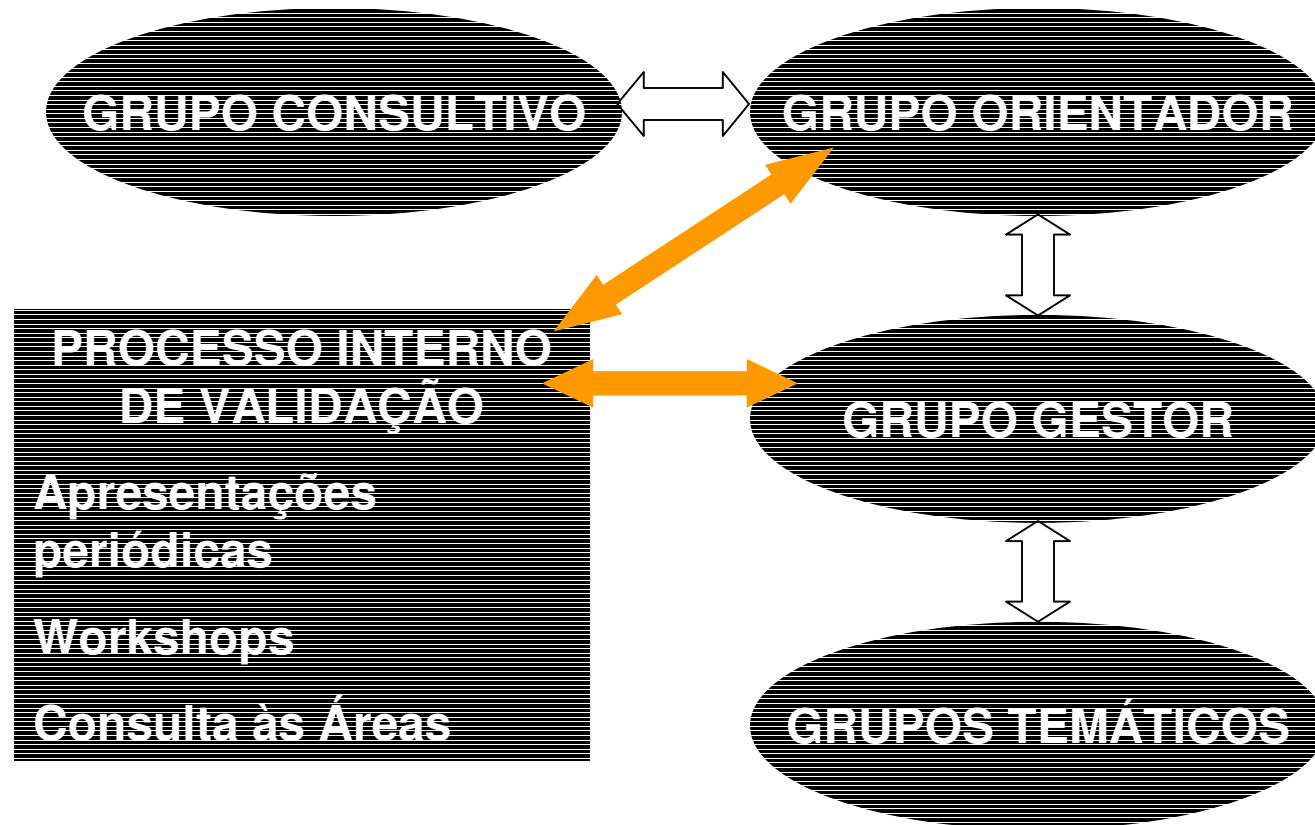 GRUPO CONSULTIVO
GRUPO ORIENTADOR
PROCESSO INTERNO
DE VALIDAÇÃO
Apresentações
periódicas
Workshops
Consulta às Áreas
GRUPO GESTOR
GRUPOS TEMÁTICOS